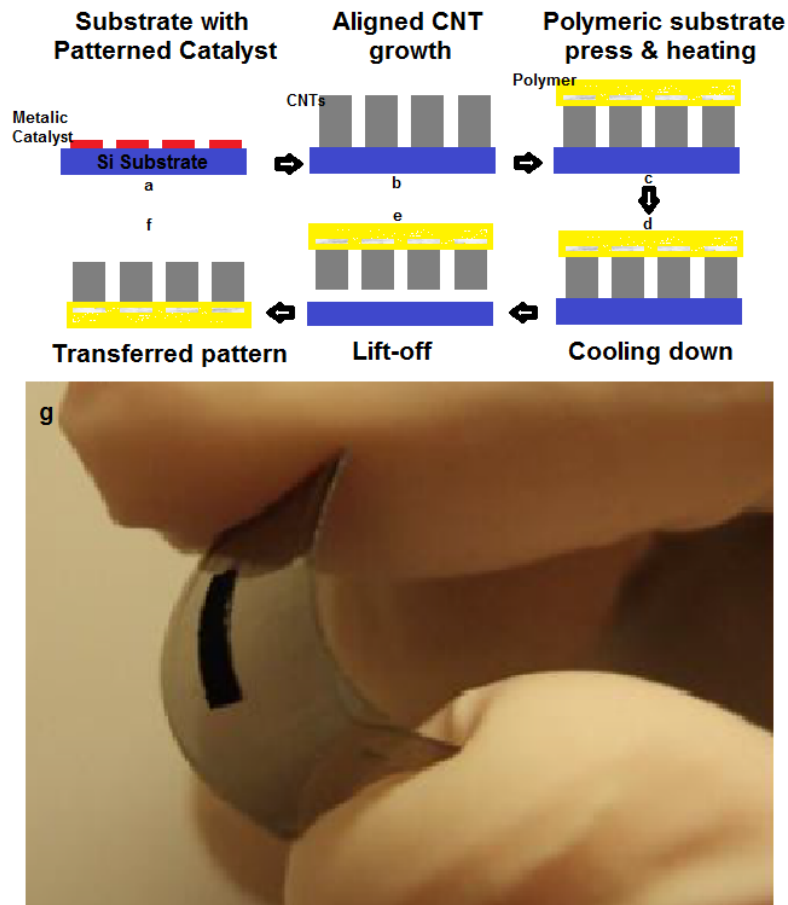 Substrate with
Patterned Catalyst
Aligned CNT
growth
Polymeric substrate
press & heating
Metalic
Catalyst
Si Substrate
a
CNTs
b
Polymer
c
d
e
f
Transferred pattern
Lift-off
Cooling down
g